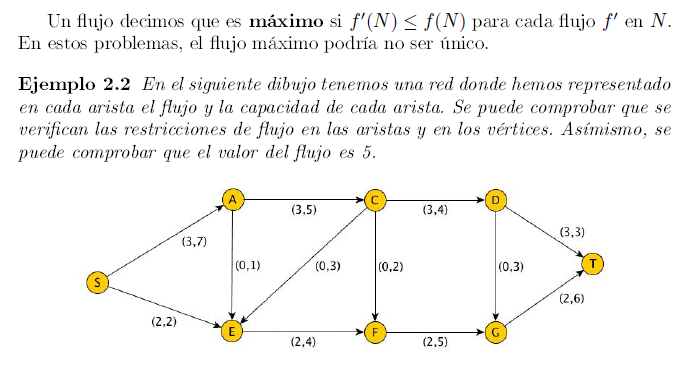 Un flujo decimos que es máximo si f′(N) ≤ f(N) para cada flujo f′ en N.
En estos problemas, el flujo máximo podría no ser único.
Ejemplo 2.2 En el siguiente dibujo tenemos una red donde hemos representado
en cada arista el flujo y la capacidad de cada arista. Se puede comprobar que se
verifican las restricciones de flujo en las aristas y en los vértices. Asímismo, se
puede comprobar que el valor del flujo es 5.
A
C
D
(3,5)
(3,4)
(3,3)
(3,7)
(0,1)
(0,3)
(0,2)
(0,3)
T
S
(2,6)
(2,2)
E
F
G
(2,4)
(2,5)